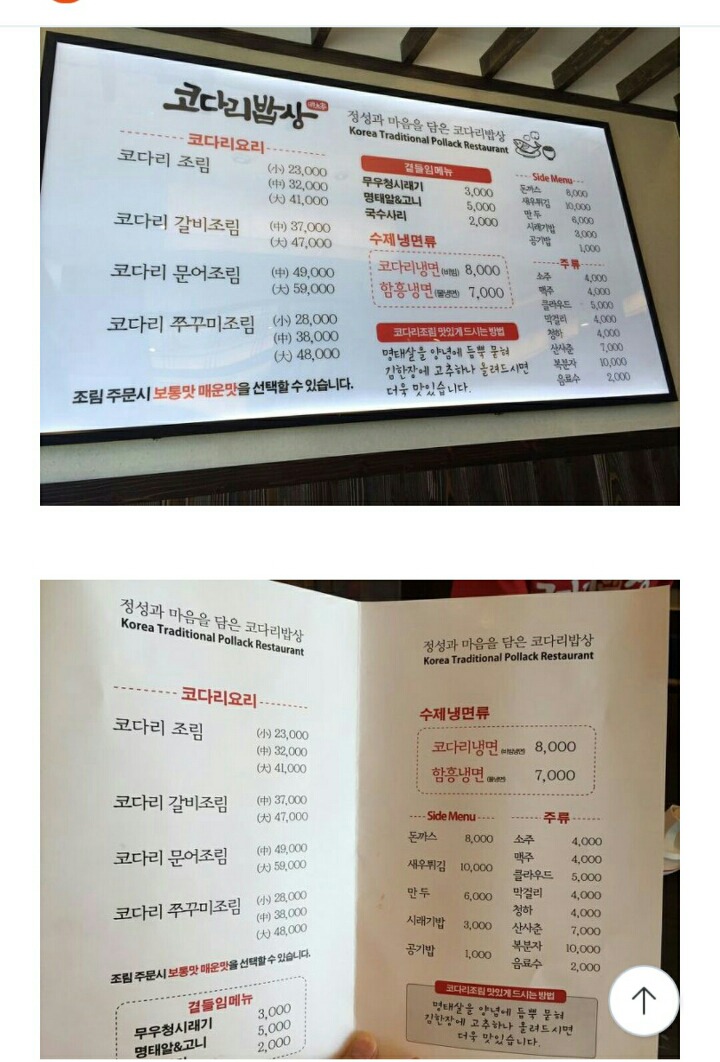 코다리밥상
정성과 마음을 담은 코다리밥상
Korea Traditional Pollack Restaurant
코다리요리
코다리 조림 (小) 23,000
(中) 32,000
(大) 41,000
코다리 갈비조림 (中) 37,000
(大) 47,000
코다리 문어조림 (中) 49,000
(大) 59,000
코다리 쭈꾸미조림 (小) 28,000
(中) 38,000
(大) 48,000
조림 주문시 보통맛 매운맛을 선택할 수 있습니다.
곁들임메뉴
무우청시래기 3,000
명태알&고니 5,000
국수사리 2,000
수제냉면류
코다리냉면 (비빔) 8,000
함흥냉면 (물냉면) 7,000
코다리조림 맛있게 드시는 방법
명태살을 양념에 듬뿍 묻혀
김한장에 고추하나 올려드시면
더욱 맛있습니다.
Side Menu
돈까스 8,000
새우튀김 10,000
만두 6,000
시래기밥 3,000
공기밥 1,000
주류
소주 4,000
맥주 4,000
클라우드 5,000
막걸리 4,000
청하 4,000
산사춘 7,000
복분자 10,000
음료수 2,000
정성과 마음을 담은 코다리밥상
Korea Traditional Pollack Restaurant
코다리요리
코다리 조림 (小) 23,000
(中) 32,000
(大) 41,000
코다리 갈비조림 (中) 37,000
(大) 47,000
코다리 문어조림 (中) 49,000
(大) 59,000
코다리 쭈꾸미조림 (小) 28,000
(中) 38,000
(大) 48,000
조림 주문시 보통맛 매운맛을 선택할 수 있습니다.
곁들임메뉴
무우청시래기 3,000
명태알&고니 5,000
2,000
정성과 마음을 담은 코다리밥상
Korea Traditional Pollack Restaurant
수제냉면류
코다리냉면 (비빔냉면) 8,000
함흥냉면 (물냉면) 7,000
Side Menu
돈까스 8,000
새우튀김 10,000
만두 6,000
시래기밥 3,000
공기밥 1,000
주류
소주 4,000
맥주 4,000
클라우드 5,000
막걸리 4,000
청하 4,000
산사춘 7,000
복분자 10,000
음료수 2,000
코다리조림 맛있게 드시는 방법
명태살을 양념에 듬뿍 묻혀
김한장에 고추하나 올려드시면
더욱 맛있습니다.